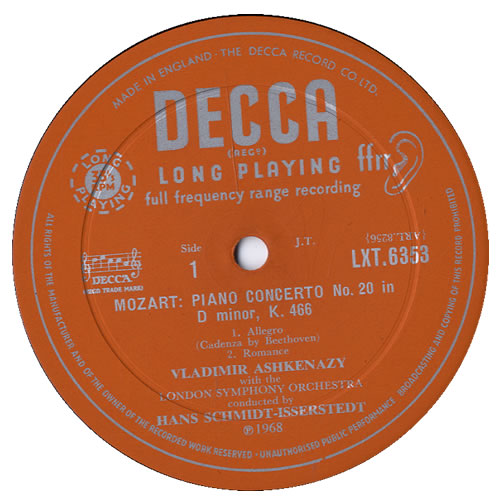 MADE IN ENGLAND · THE DECCA RECORD CO. LTD.
DECCA
(REGD)
LONG PLAYING ffrr
full frequency range recording
LONG PLAYING
33⅓
RPM
Side
1
J.T.
(ARL.8256)
LXT.6353
DECCA
(REGD TRADE MARK)
MOZART: PIANO CONCERTO No. 20 in
D minor, K. 466
1. Allegro
(Cadenza by Beethoven)
2. Romance
VLADIMIR ASHKENAZY
with the
LONDON SYMPHONY ORCHESTRA
conducted by
HANS SCHMIDT-ISSERSTEDT
℗1968
ALL RIGHTS OF THE MANUFACTURER AND OF THE OWNER OF THE RECORDED WORK RESERVED · UNAUTHORISED PUBLIC PERFORMANCE, BROADCASTING AND COPYING OF THIS RECORD PROHIBITED